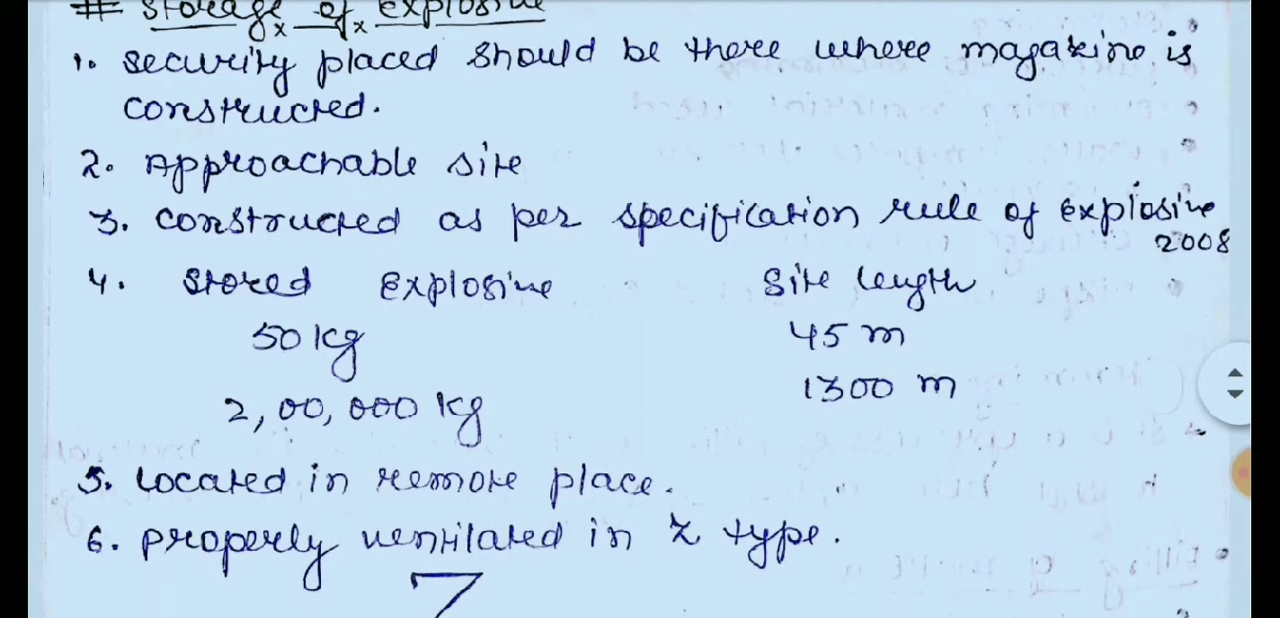 # Storage of explosive
1. security placed should be there where magazine is
constructed.
2. Approachable site
3. constructed as per specification rule of explosive
2008
4. Stored Explosive Site length
50 kg 45 m
2,00,000 kg 1300 m
5. Located in remote place.
6. properly ventilated in Z type.
Z